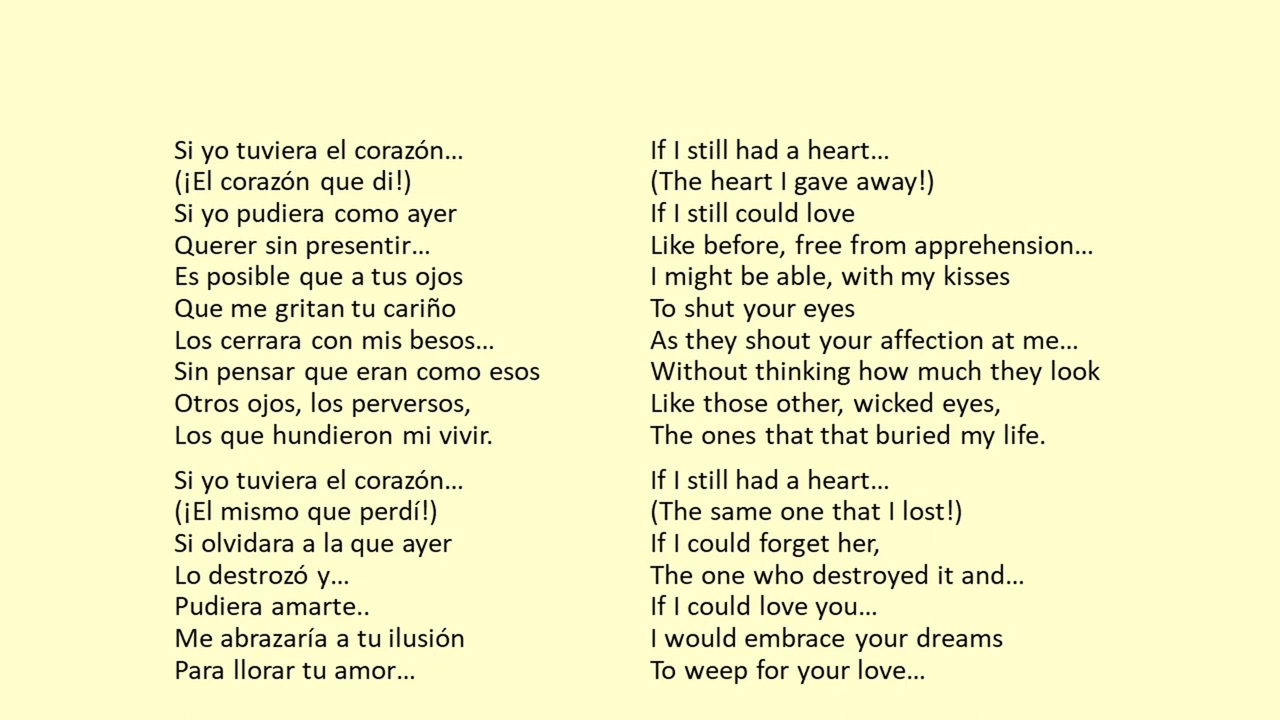 Si yo tuviera el corazón...
(¡El corazón que di!)
Si yo pudiera como ayer
Querer sin presentir...
Es posible que a tus ojos
Que me gritan tu cariño
Los cerrara con mis besos...
Sin pensar que eran como esos
Otros ojos, los perversos,
Los que hundieron mi vivir.
Si yo tuviera el corazón...
(¡El mismo que perdí!)
Si olvidara a la que ayer
Lo destrozó y...
Pudiera amarte..
Me abrazaría a tu ilusión
Para llorar tu amor...
If I still had a heart...
(The heart I gave away!)
If I still could love
Like before, free from apprehension...
I might be able, with my kisses
To shut your eyes
As they shout your affection at me...
Without thinking how much they look
Like those other, wicked eyes,
The ones that that buried my life.
If I still had a heart...
(The same one that I lost!)
If I could forget her,
The one who destroyed it and...
If I could love you...
I would embrace your dreams
To weep for your love...